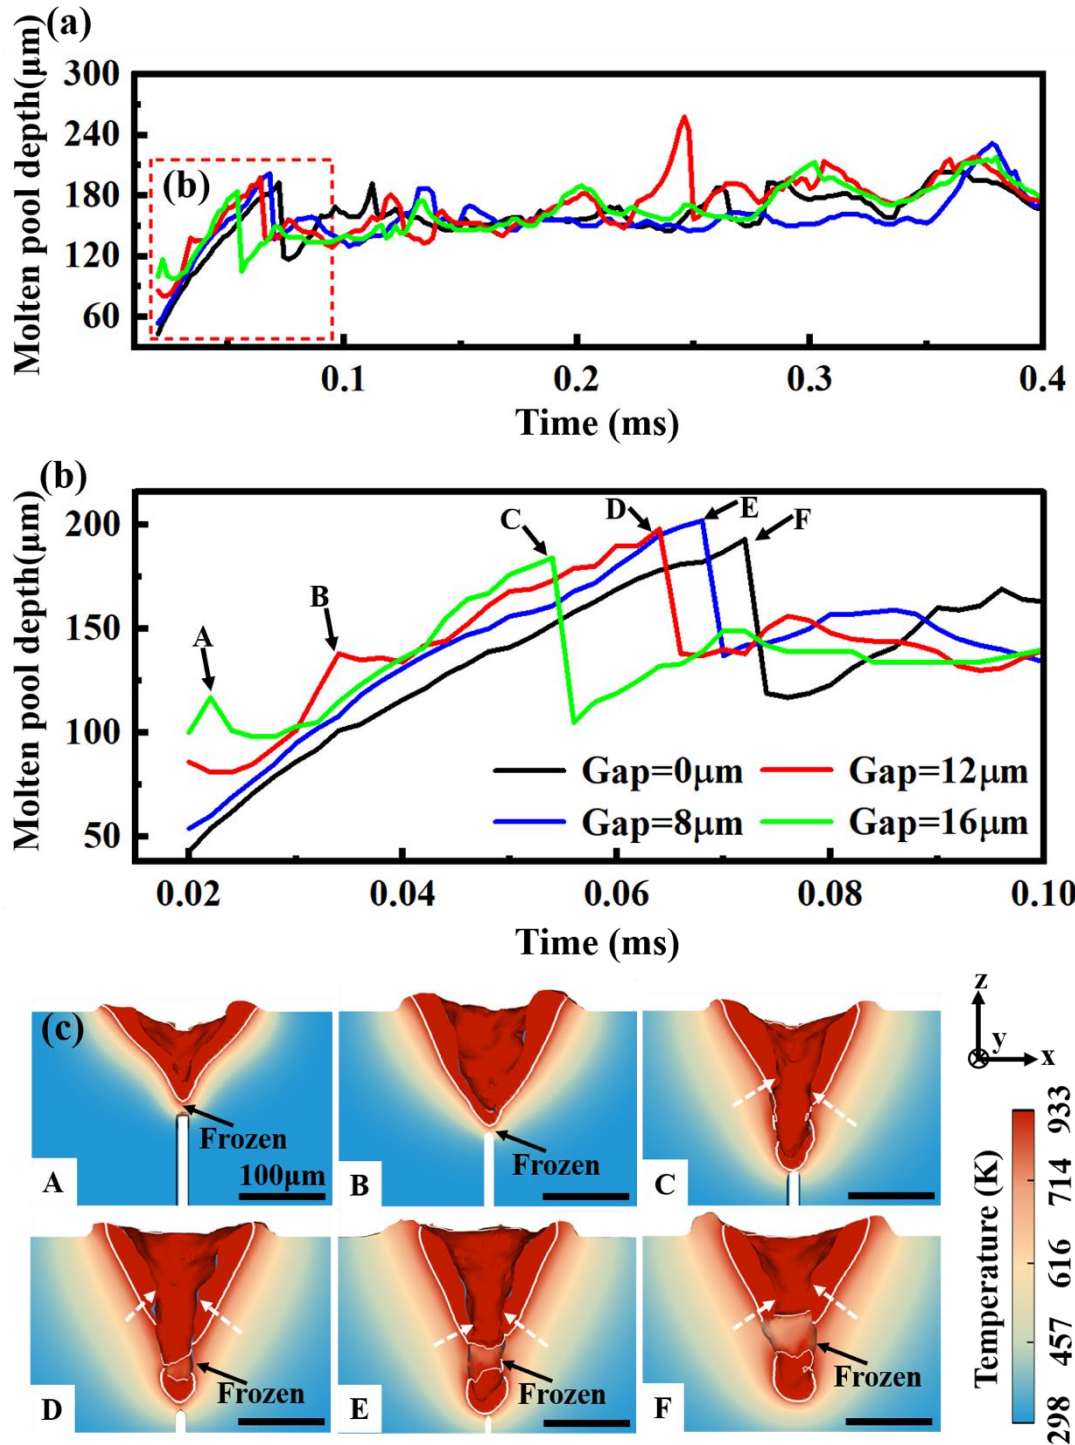 (a)
Molten pool depth(μm)
300
240
180
120
60
(b)
0.1
0.2
0.3
0.4
Time (ms)
(b)
Molten pool depth(μm)
200
150
100
50
A
B
C
D
E
F
Gap=0μm
Gap=12μm
Gap=8μm
Gap=16μm
0.02
0.04
0.06
0.08
0.10
Time (ms)
(c)
Frozen
100μm
A
Frozen
B
C
z
y
x
Frozen
D
Frozen
E
Frozen
F
Temperature (K)
933
714
616
457
298